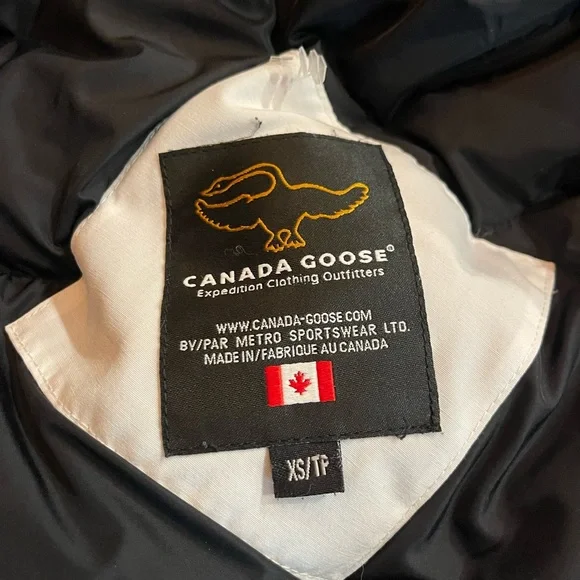 CANADA GOOSE®
Expedition Clothing Outfitters
WWW.CANADA-GOOSE.COM
BY/PAR METRO SPORTSWEAR LTD.
MADE IN/FABRIQUE AU CANADA
XS/TP